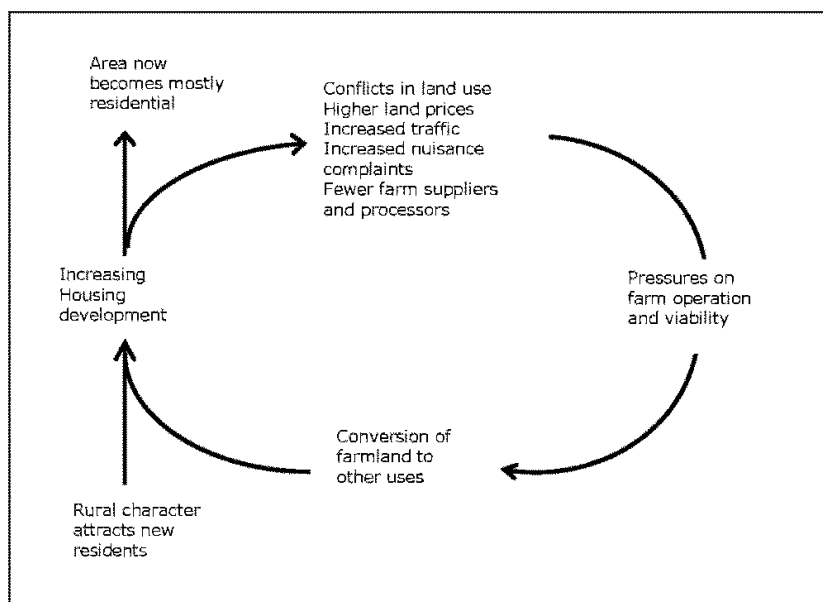 Area now
becomes mostly
residential
Conflicts in land use
Higher land prices
Increased traffic
Increased nuisance
complaints
Fewer farm suppliers
and processors
Increasing
Housing
development
Pressures on
farm operation
and viability
Conversion of
farmland to
other uses
Rural character
attracts new
residents